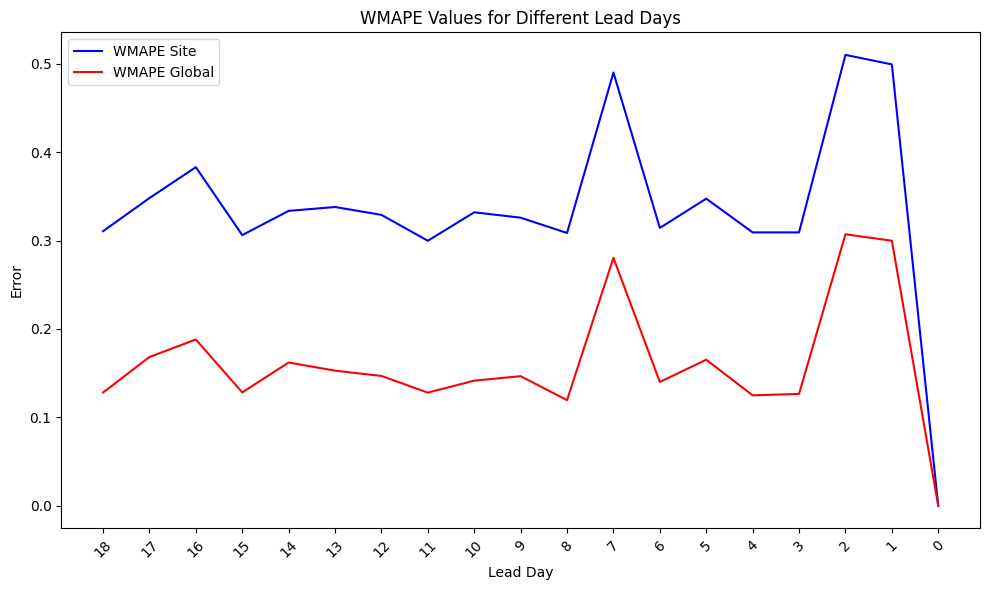 WMAPE Values for Different Lead Days
WMAPE Site
WMAPE Global
Error
0.5
0.4
0.3
0.2
0.1
0.0
18 17 16 15 14 13 12 11 10 9 8 7 6 5 4 3 2 1 0
Lead Day